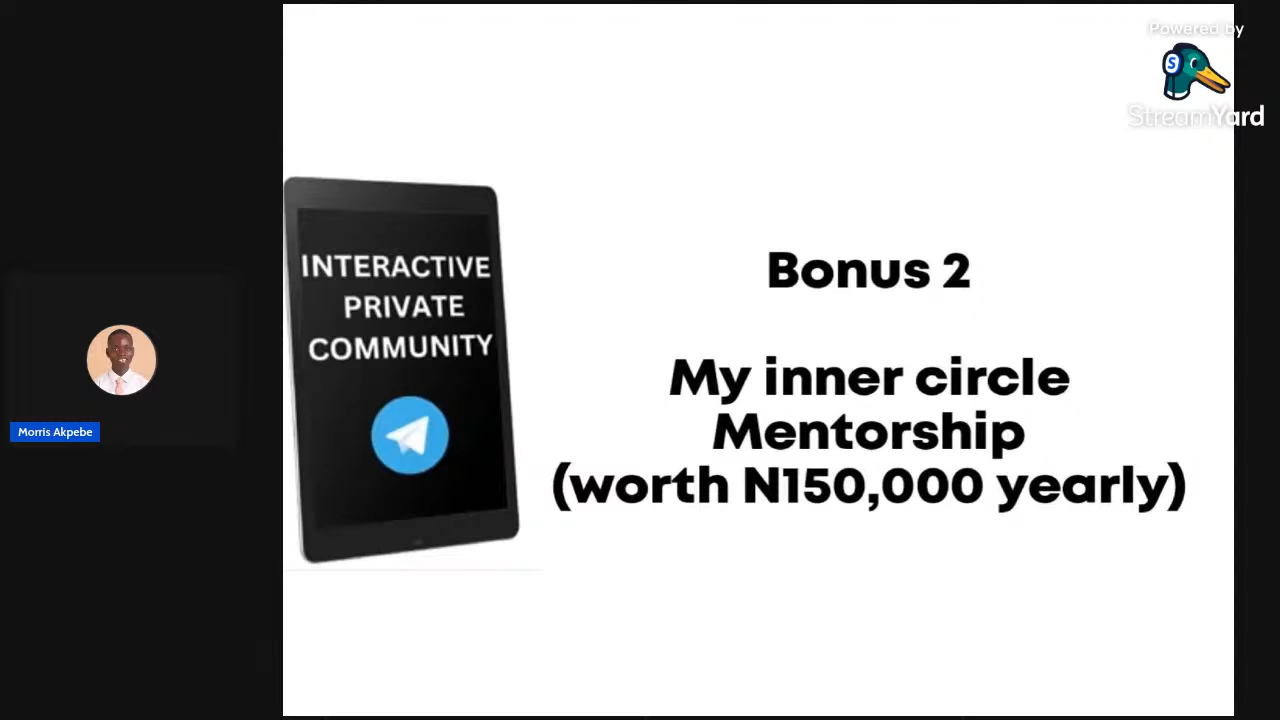 Powered by
S
StreamYard
INTERACTIVE
PRIVATE
COMMUNITY
Bonus 2
My inner circle
Mentorship
(worth N150,000 yearly)
Morris Akpebe